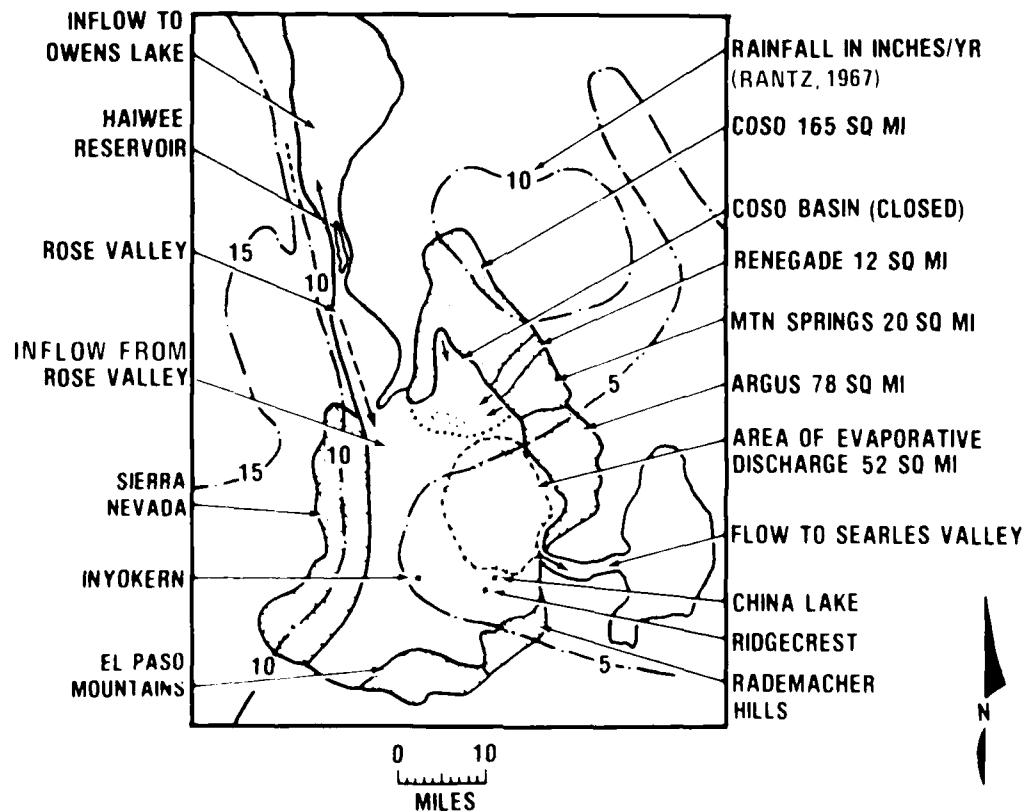 INFLOW TO
OWENS LAKE
HAIWEE
RESERVOIR
ROSE VALLEY
INFLOW FROM
ROSE VALLEY
SIERRA
NEVADA
INYOKERN
EL PASO
MOUNTAINS
RAINFALL IN INCHES/YR
(RANTZ, 1967)
COSO 165 SQ MI
COSO BASIN (CLOSED)
RENEGADE 12 SQ MI
MTN SPRINGS 20 SQ MI
ARGUS 78 SQ MI
AREA OF EVAPORATIVE
DISCHARGE 52 SQ MI
FLOW TO SEARLES VALLEY
CHINA LAKE
RIDGECREST
RADEMACHER
HILLS
10
15
10
5
10
15
10
5
N
0 10
MILES